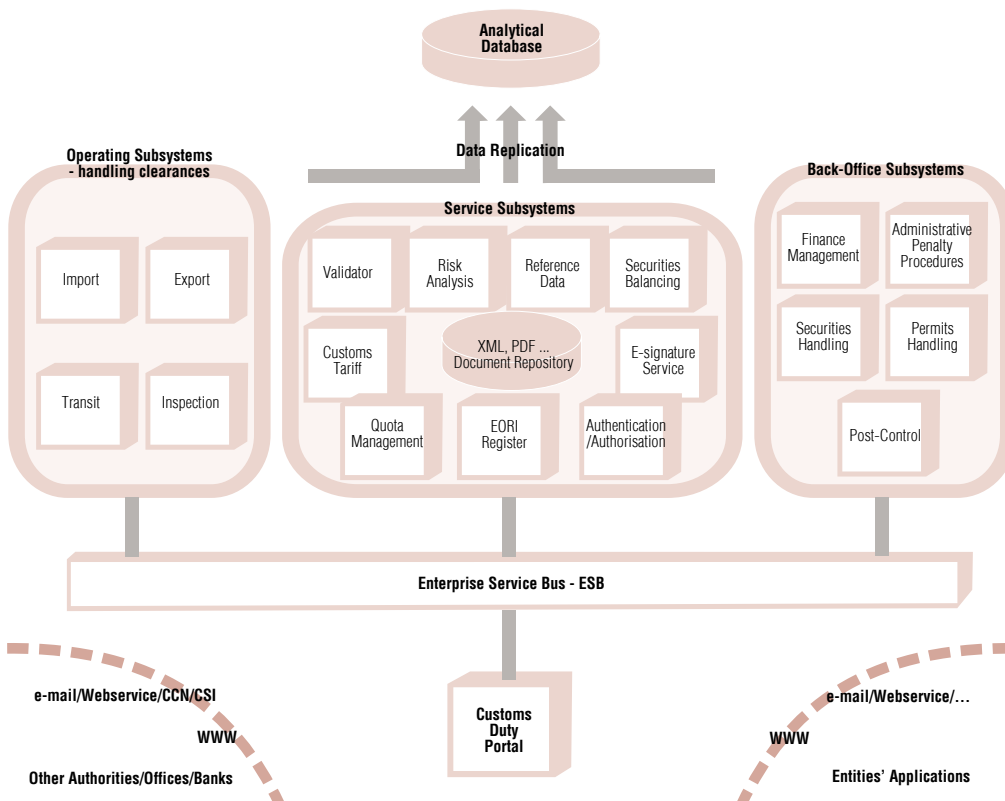 Analytical
Database
Data Replication
Operating Subsystems
- handling clearances
Import
Export
Transit
Inspection
Service Subsystems
Validator
Risk
Analysis
Reference
Data
Securities
Balancing
Customs
Tariff
XML, PDF ...
Document Repository
E-signature
Service
Quota
Management
EORI
Register
Authentication
/Authorisation
Back-Office Subsystems
Finance
Management
Administrative
Penalty
Procedures
Securities
Handling
Permits
Handling
Post-Control
Enterprise Service Bus - ESB
e-mail/Webservice/CCN/CSI
WWW
Other Authorities/Offices/Banks
Customs
Duty
Portal
e-mail/Webservice/…
WWW
Entities’ Applications